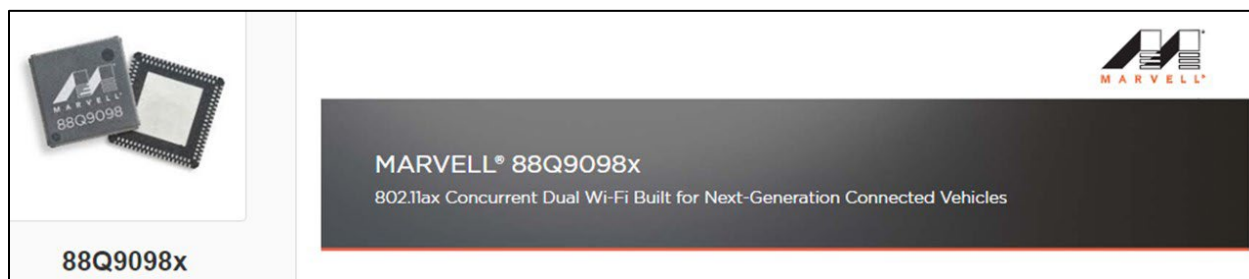 MARVELL
88Q9098
88Q9098x
MARVELL®
MARVELL® 88Q9098x
802.11ax Concurrent Dual Wi-Fi Built for Next-Generation Connected Vehicles